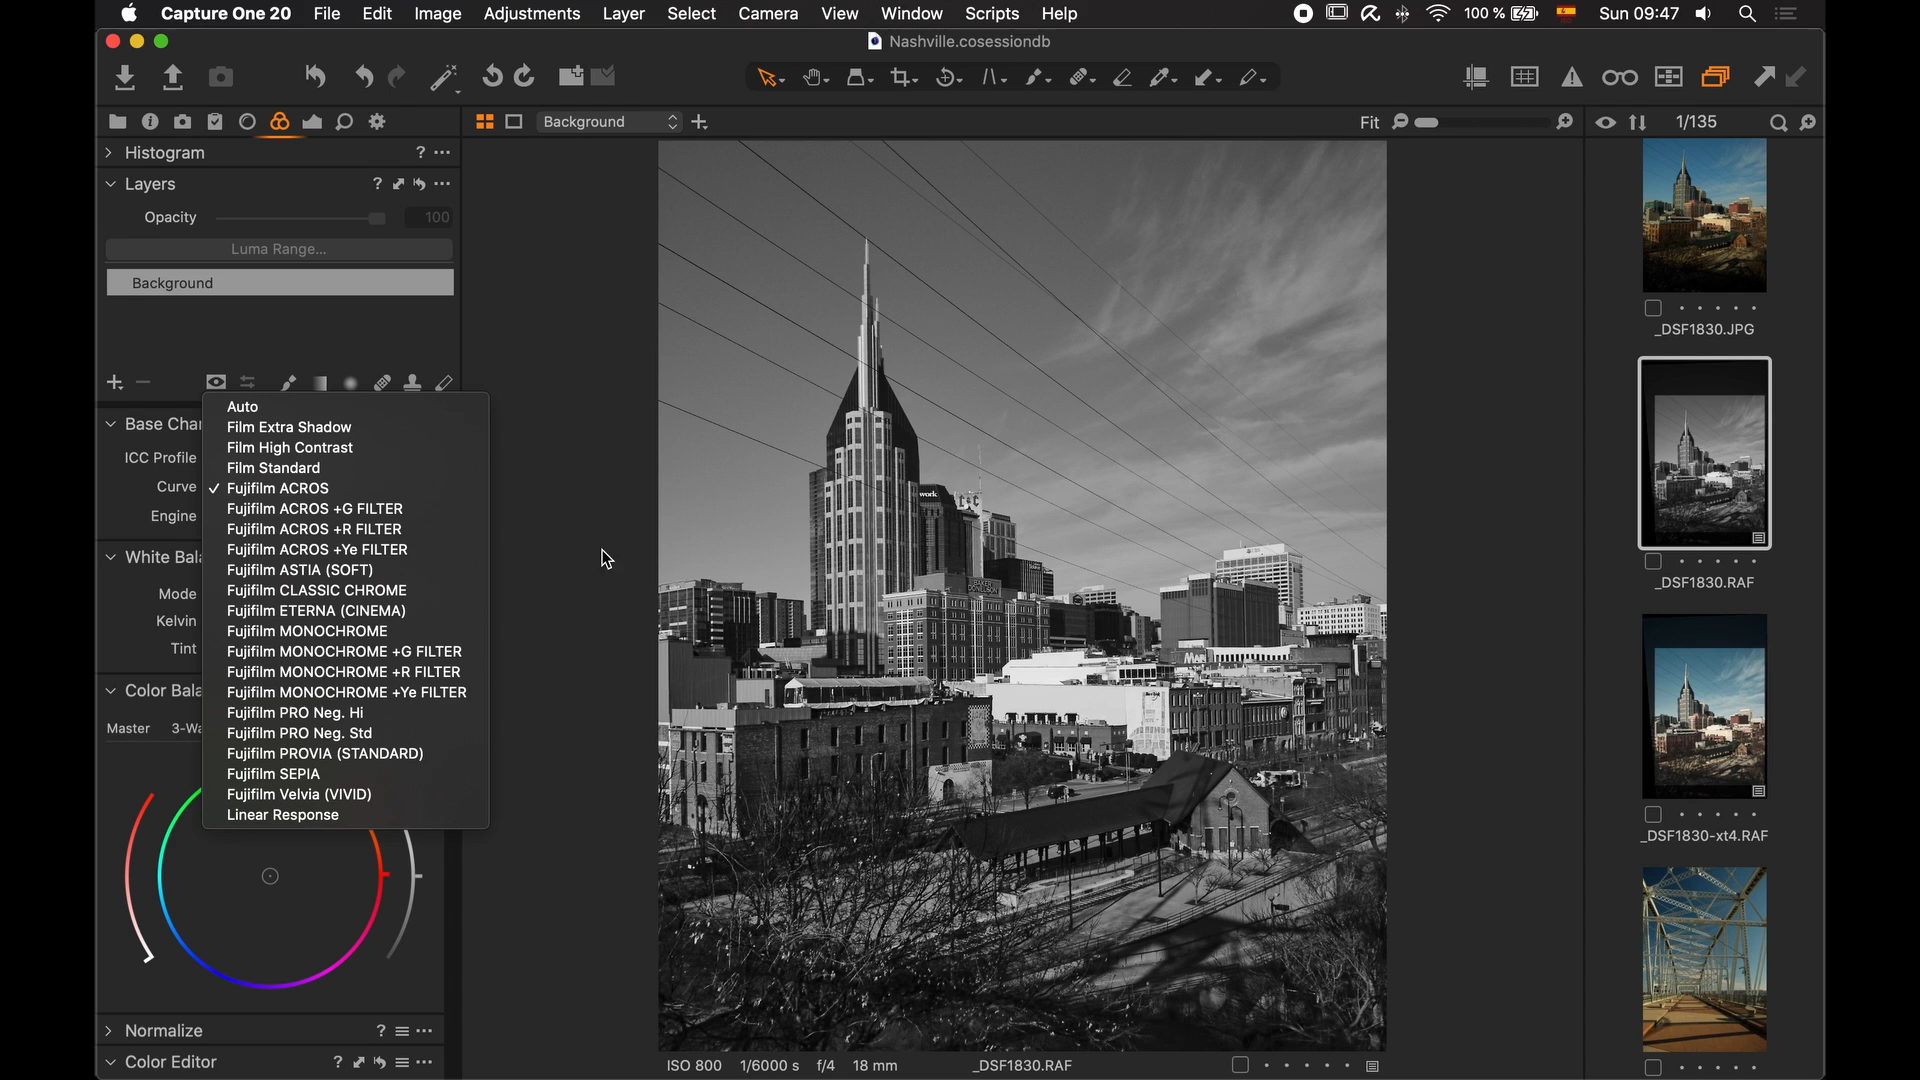 Capture One 20 File Edit Image Adjustments Layer Select Camera View Window Scripts Help 100 % Sun 09:47
Nashville.cosessiondb
Background Fit 1/135
Histogram ?
Layers ?
Opacity 100
Luma Range...
Background
Base Char
ICC Profile
Curve
Engine
White Bala
Mode
Kelvin
Tint
Color Bala
Master 3-Wa
Auto
Film Extra Shadow
Film High Contrast
Film Standard
✓ Fujifilm ACROS
Fujifilm ACROS +G FILTER
Fujifilm ACROS +R FILTER
Fujifilm ACROS +Ye FILTER
Fujifilm ASTIA (SOFT)
Fujifilm CLASSIC CHROME
Fujifilm ETERNA (CINEMA)
Fujifilm MONOCHROME
Fujifilm MONOCHROME +G FILTER
Fujifilm MONOCHROME +R FILTER
Fujifilm MONOCHROME +Ye FILTER
Fujifilm PRO Neg. Hi
Fujifilm PRO Neg. Std
Fujifilm PROVIA (STANDARD)
Fujifilm SEPIA
Fujifilm Velvia (VIVID)
Linear Response
Normalize ?
Color Editor ?
work
BAKER
DONELSON
ISO 800 1/6000 s f/4 18 mm _DSF1830.RAF
_DSF1830.JPG
_DSF1830.RAF
_DSF1830-xt4.RAF